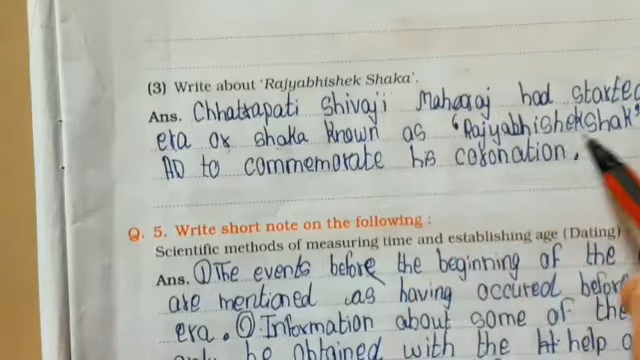 (3) Write about 'Rajyabhishek Shaka'.
Ans. Chhatrapati Shivaji Maharaj had started
era or shaka known as "Rajyabhishekshak"
AD to commemorate his coronation.
Q. 5. Write short note on the following :
Scientific methods of measuring time and establishing age (Dating)
Ans. ①The events before the beginning of the
are mentioned as having occured before
era. ② Information about some of the
be obtained with the help